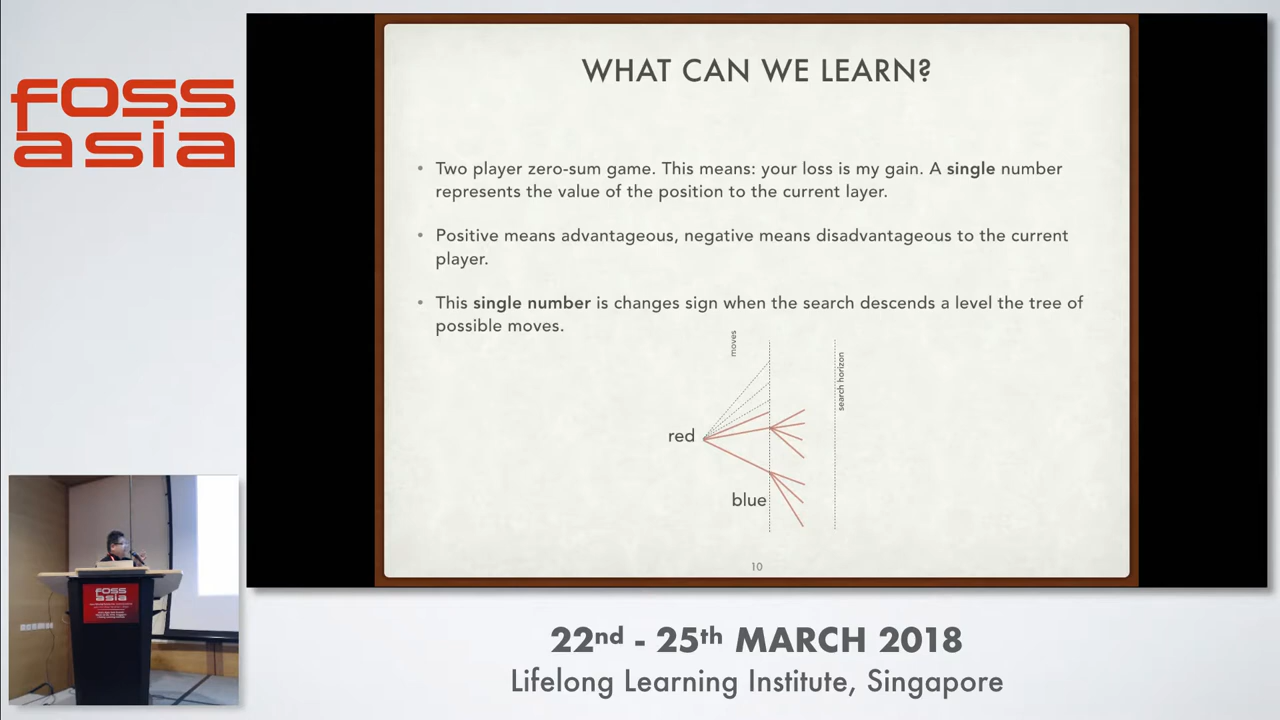 foss
asia
WHAT CAN WE LEARN?
• Two player zero-sum game. This means: your loss is my gain. A single number
represents the value of the position to the current layer.
• Positive means advantageous, negative means disadvantageous to the current
player.
• This single number is changes sign when the search descends a level the tree of
possible moves.
moves
search horizon
red
blue
10
foss
asia
22nd - 25th MARCH 2018
Lifelong Learning Institute, Singapore